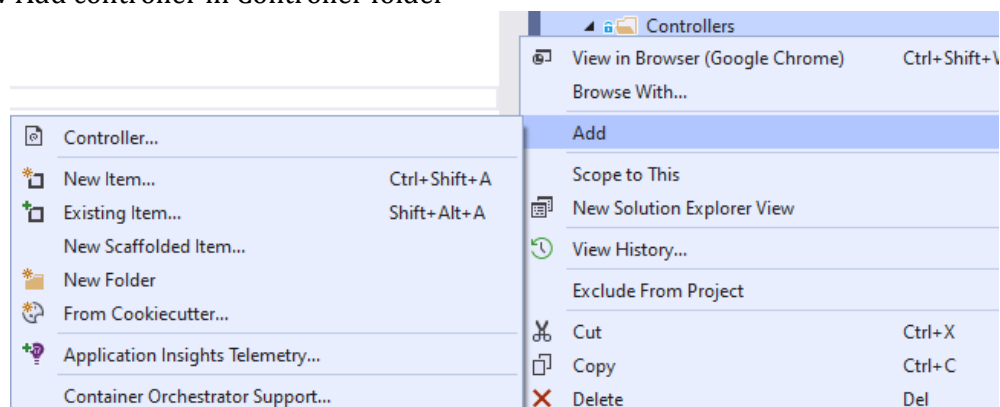 Add controller in Controller folder
Controllers
View in Browser (Google Chrome) Ctrl+Shift+
Browse With...
Add
Scope to This
New Solution Explorer View
View History...
Exclude From Project
Cut Ctrl+X
Copy Ctrl+C
Delete Del
Controller...
New Item... Ctrl+Shift+A
Existing Item... Shift+Alt+A
New Scaffolded Item...
New Folder
From Cookiecutter...
Application Insights Telemetry...
Container Orchestrator Support...